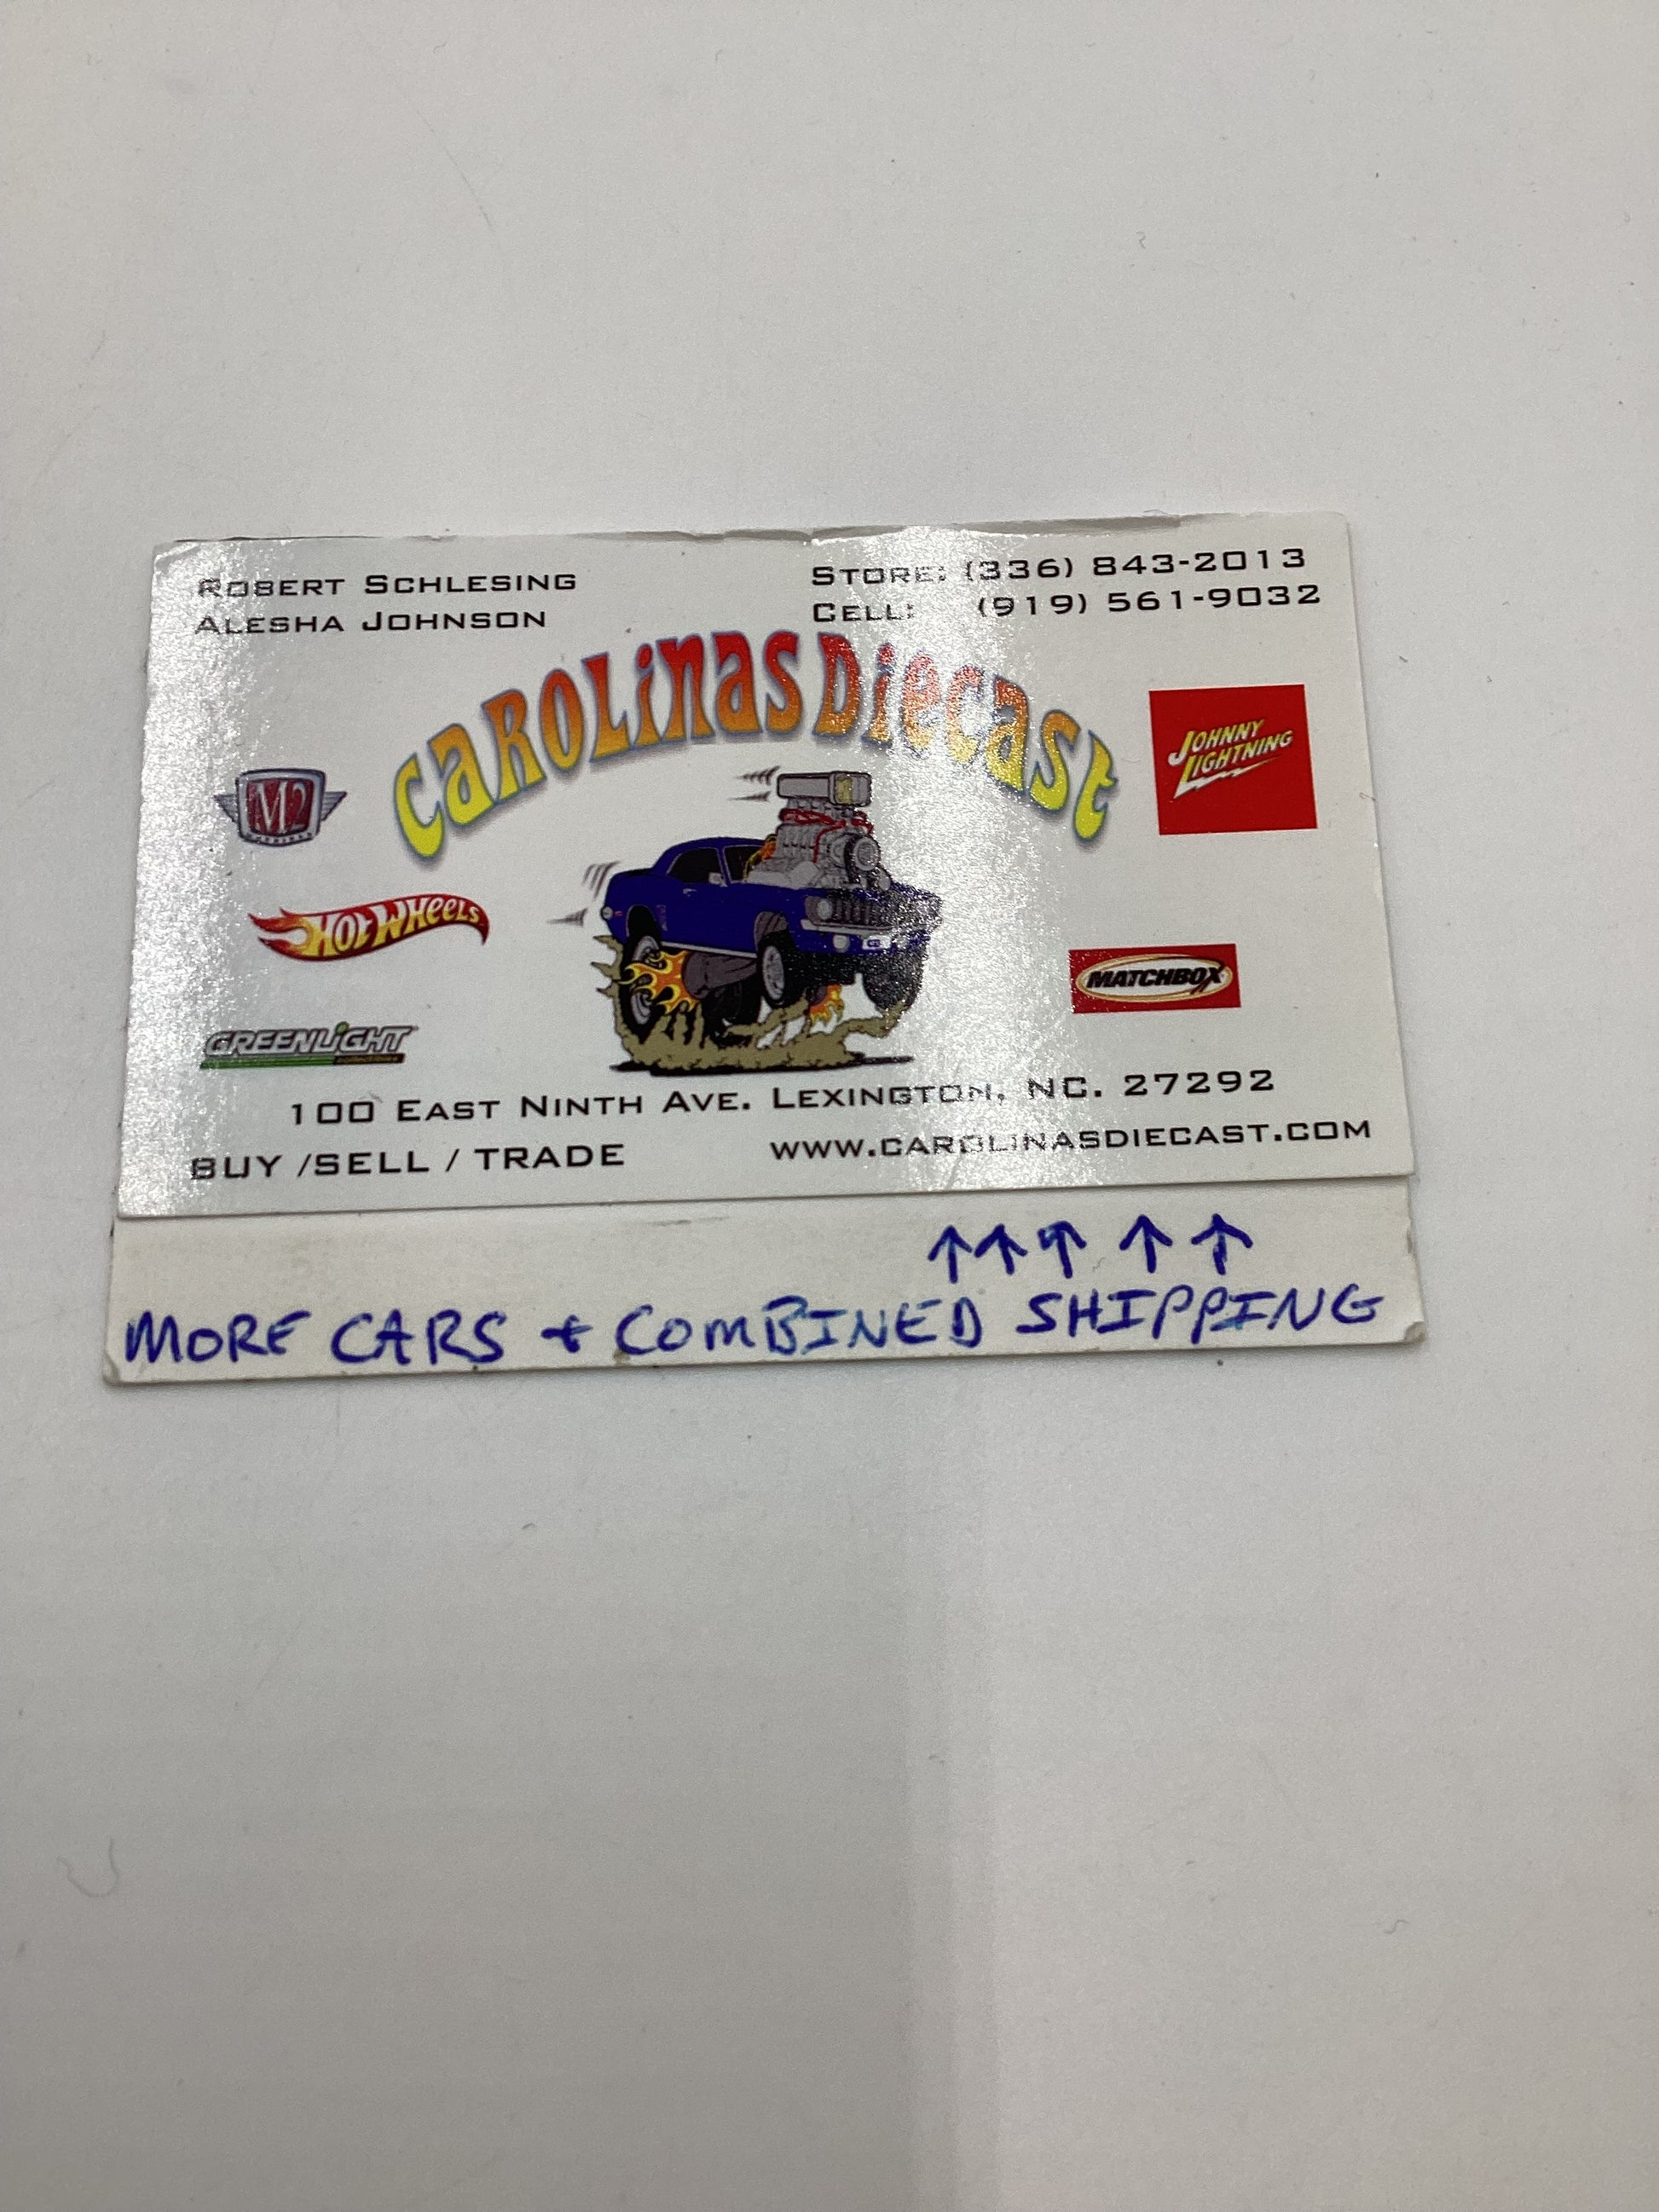 ROBERT SCHLESING
ALESHA JOHNSON
STORE: (336) 843-2013
CELL: (919) 561-9032
CAROLINAS DIECAST
M2
JOHNNY
LIGHTNING
HOT WHEELS
MATCHBOX
GREENLIGHT
100 EAST NINTH AVE. LEXINGTON, NC. 27292
BUY /SELL / TRADE
WWW.CAROLINASDIECAST.COM
↑↑↑↑↑
MORE CARS + COMBINED SHIPPING